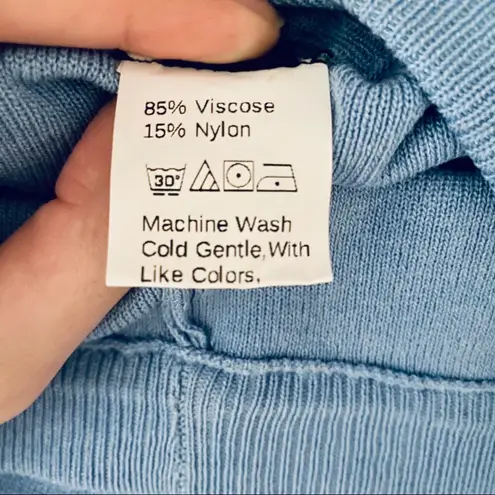 85% Viscose
15% Nylon
30°
Machine Wash
Cold Gentle,With
Like Colors,